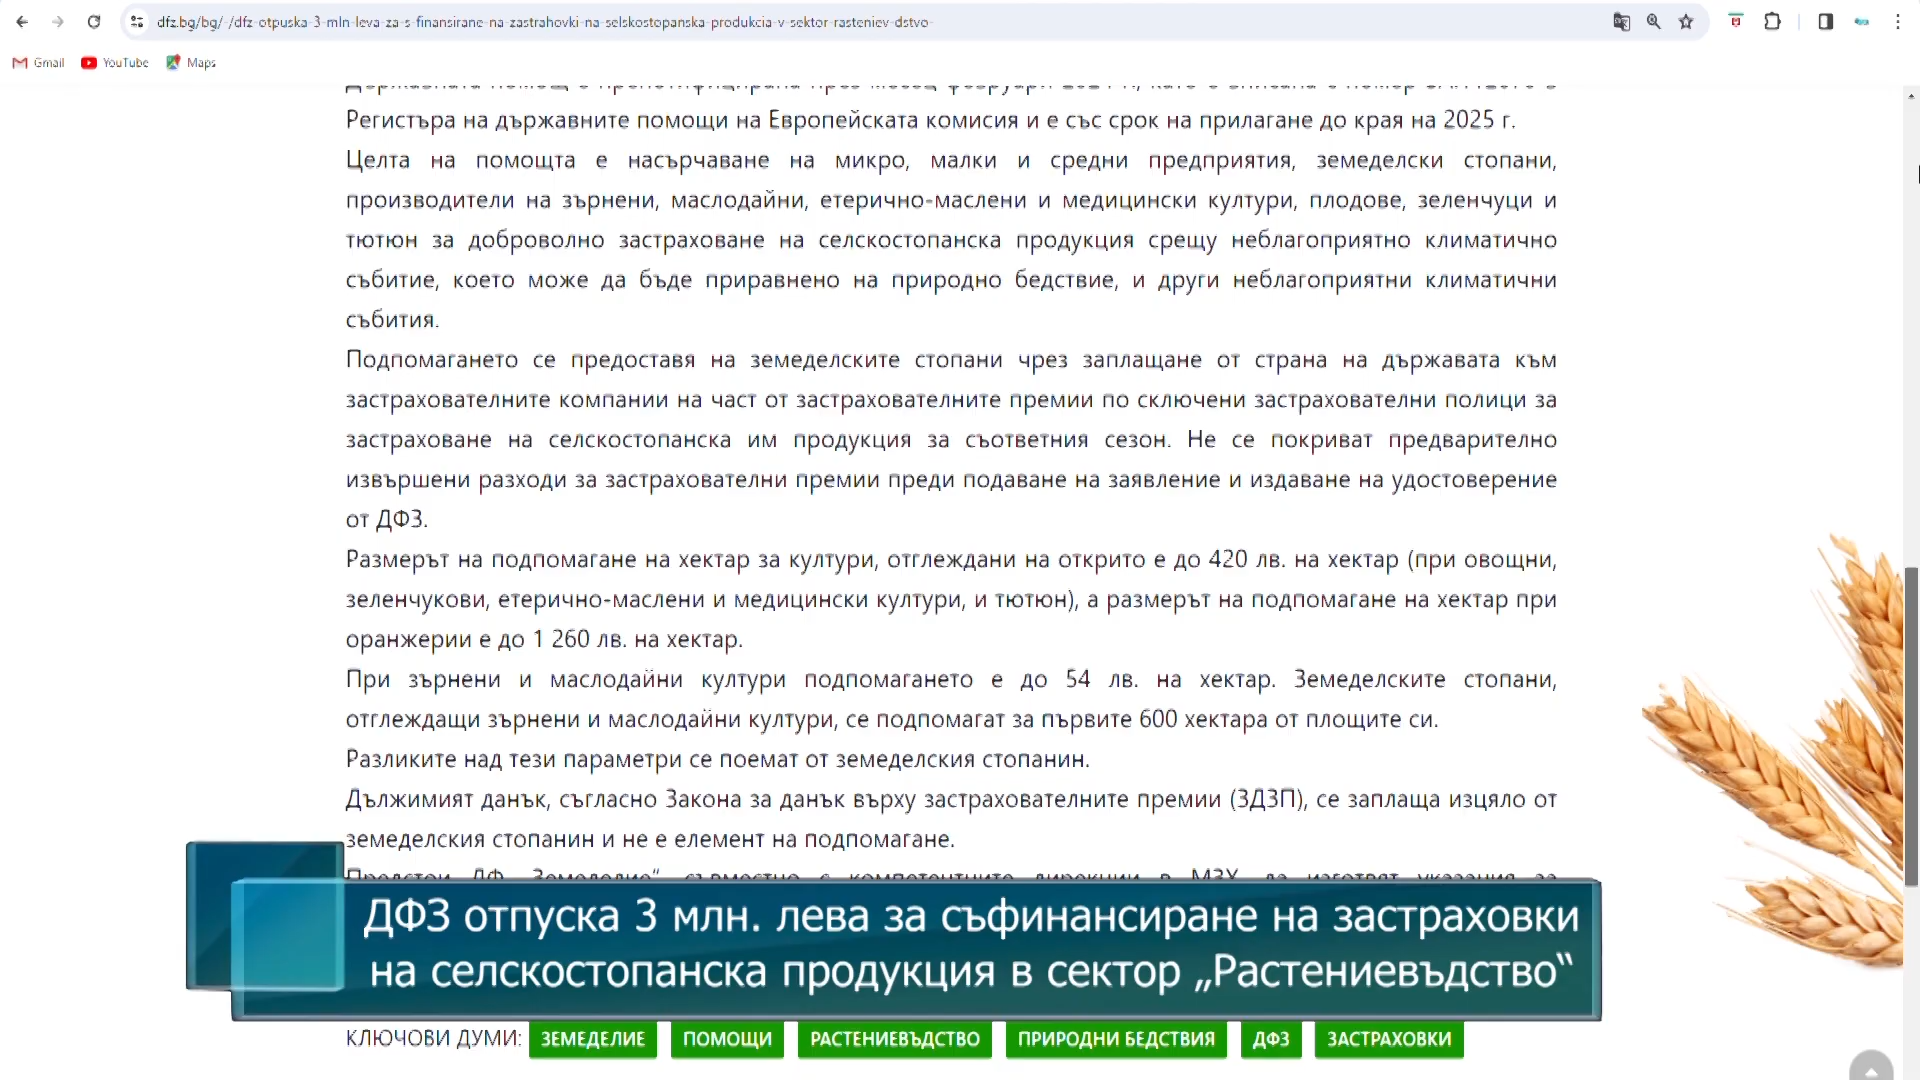 dfz.bg/bg/-/dfz-otpuska-3-mln-leva-za-s-finansirane-na-zastrahovki-na-selskostopanska-produkcia-v-sektor-rasteniev-dstvo-
Gmail YouTube Maps
Регистъра на държавните помощи на Европейската комисия и е със срок на прилагане до края на 2025 г.
Целта на помощта е насърчаване на микро, малки и средни предприятия, земеделски стопани,
производители на зърнени, маслодайни, етерично-маслени и медицински култури, плодове, зеленчуци и
тютюн за доброволно застраховане на селскостопанска продукция срещу неблагоприятно климатично
събитие, което може да бъде приравнено на природно бедствие, и други неблагоприятни климатични
събития.
Подпомагането се предоставя на земеделските стопани чрез заплащане от страна на държавата към
застрахователните компании на част от застрахователните премии по сключени застрахователни полици за
застраховане на селскостопанска им продукция за съответния сезон. Не се покриват предварително
извършени разходи за застрахователни премии преди подаване на заявление и издаване на удостоверение
от ДФЗ.
Размерът на подпомагане на хектар за култури, отглеждани на открито е до 420 лв. на хектар (при овощни,
зеленчукови, етерично-маслени и медицински култури, и тютюн), а размерът на подпомагане на хектар при
оранжерии е до 1 260 лв. на хектар.
При зърнени и маслодайни култури подпомагането е до 54 лв. на хектар. Земеделските стопани,
отглеждащи зърнени и маслодайни култури, се подпомагат за първите 600 хектара от площите си.
Разликите над тези параметри се поемат от земеделския стопанин.
Дължимият данък, съгласно Закона за данък върху застрахователните премии (ЗДЗП), се заплаща изцяло от
земеделския стопанин и не е елемент на подпомагане.
ДФЗ отпуска 3 млн. лева за съфинансиране на застраховки
на селскостопанска продукция в сектор „Растениевъдство“
КЛЮЧОВИ ДУМИ: ЗЕМЕДЕЛИЕ ПОМОЩИ РАСТЕНИЕВЪДСТВО ПРИРОДНИ БЕДСТВИЯ ДФЗ ЗАСТРАХОВКИ